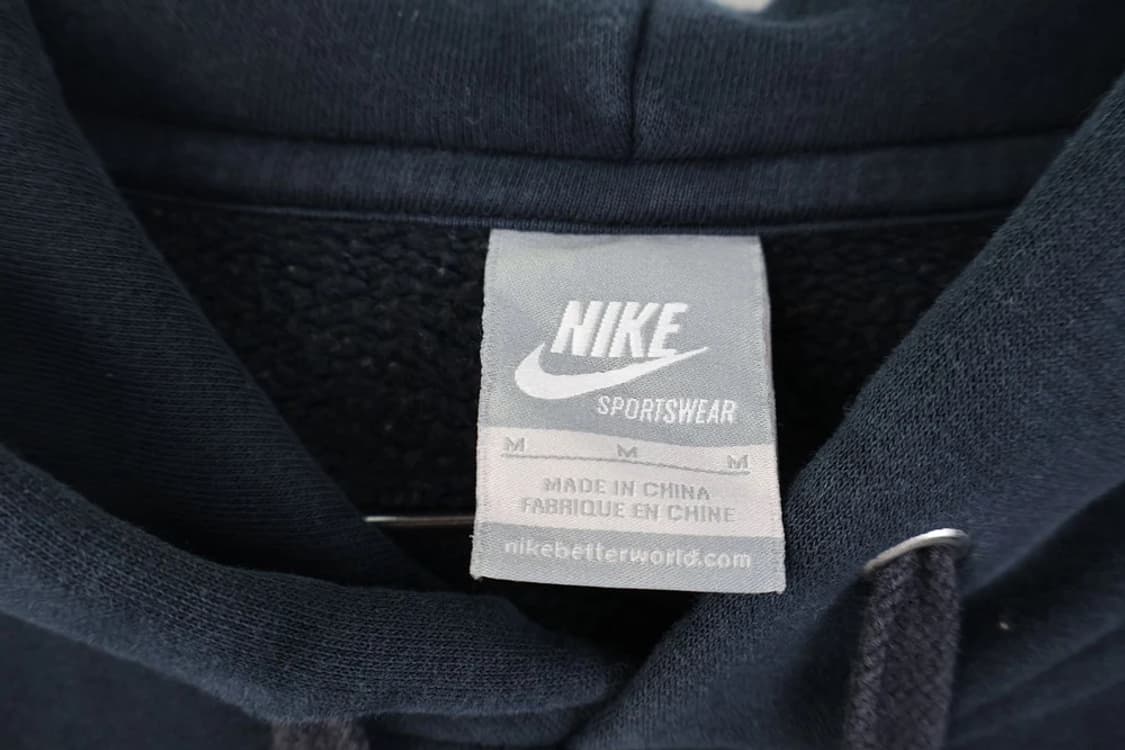 NIKE
SPORTSWEAR
M M M
MADE IN CHINA
FABRIQUE EN CHINE
nikebetterworld.com